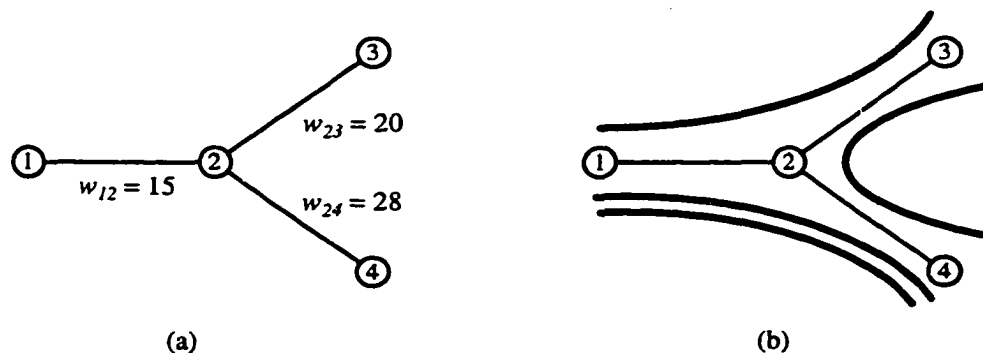 3
w₂₃ = 20
1
2
w₁₂ = 15
w₂₄ = 28
4
(a)
3
1
2
4
(b)